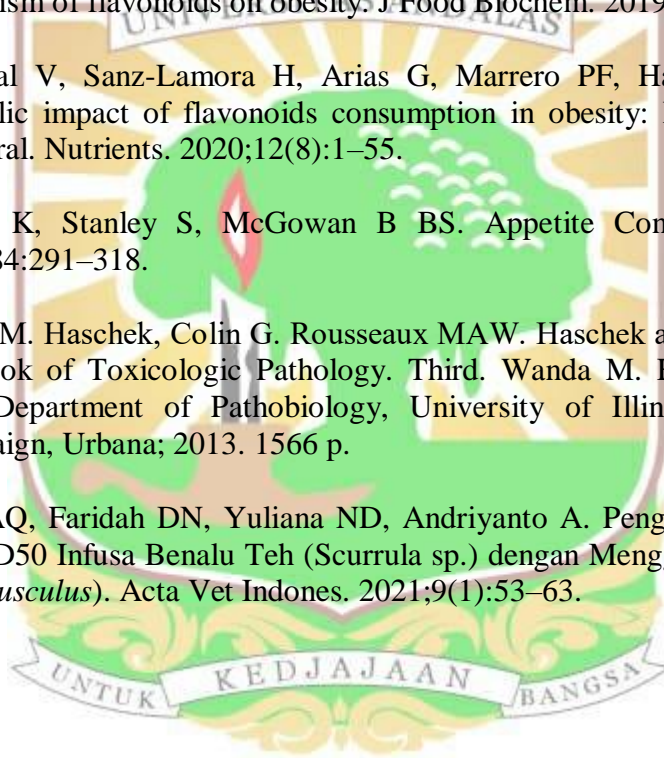 ism of flavonoids on obesity. J Food Biochem. 2019
UNIVERSITAS ANDALAS
al V, Sanz-Lamora H, Arias G, Marrero PF, Ha
lic impact of flavonoids consumption in obesity:
ral. Nutrients. 2020;12(8):1–55.
K, Stanley S, McGowan B BS. Appetite Con
84:291–318.
M. Haschek, Colin G. Rousseaux MAW. Haschek a
ok of Toxicologic Pathology. Third. Wanda M.
Department of Pathobiology, University of Illin
aign, Urbana; 2013. 1566 p.
AQ, Faridah DN, Yuliana ND, Andriyanto A. Peng
D50 Infusa Benalu Teh (Scurrula sp.) dengan Meng
usculus). Acta Vet Indones. 2021;9(1):53–63.
UNTUK KEDJAJAAN BANGSA